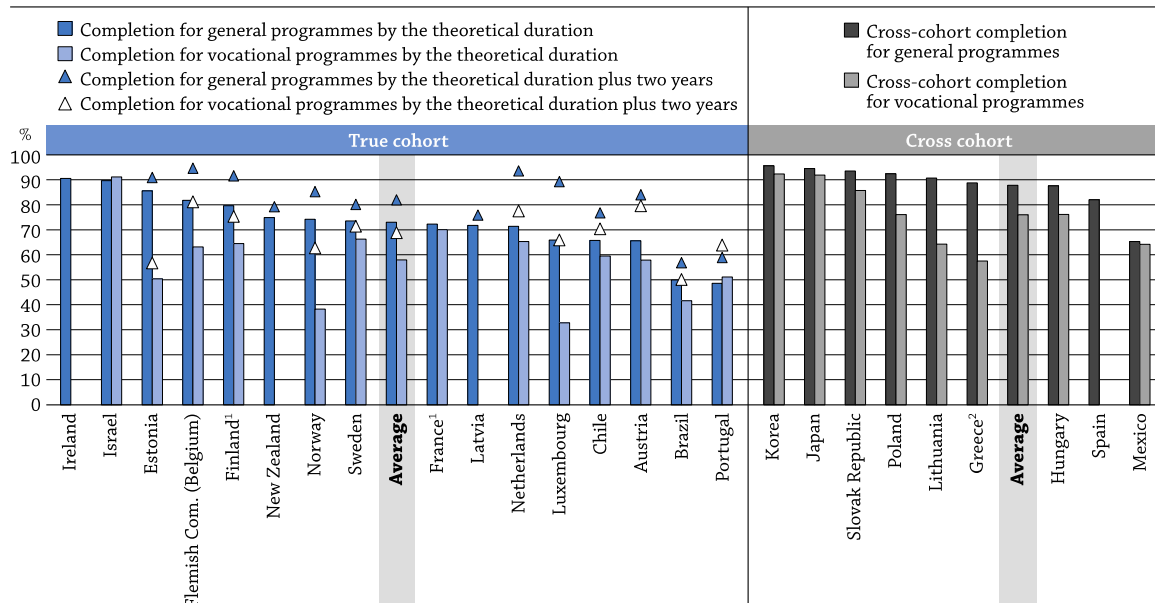 Completion for general programmes by the theoretical duration
Completion for vocational programmes by the theoretical duration
Completion for general programmes by the theoretical duration plus two years
Completion for vocational programmes by the theoretical duration plus two years
Cross-cohort completion
for general programmes
Cross-cohort completion
for vocational programmes
%
True cohort
Cross cohort
100
90
80
70
60
50
40
30
20
10
0
Ireland
Israel
Estonia
Flemish Com. (Belgium)
Finland¹
New Zealand
Norway
Sweden
Average
France¹
Latvia
Netherlands
Luxembourg
Chile
Austria
Brazil
Portugal
Korea
Japan
Slovak Republic
Poland
Lithuania
Greece²
Average
Hungary
Spain
Mexico